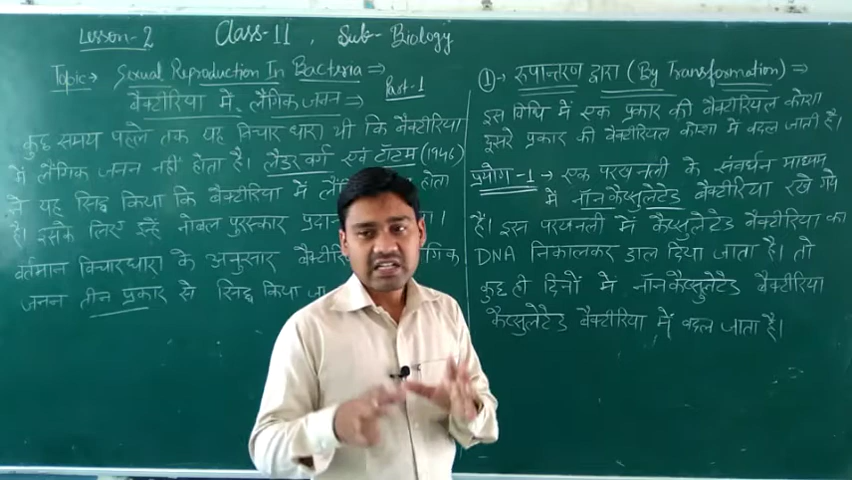 Lesson-2 Class-11, Sub- Biology
Topic→ Sexual Reproduction In Bacteria ⇒
Part-1
बैक्टीरिया में लैंगिक जनन ⇒
कुछ समय पहले तक यह विचार धारा थी कि बैक्टीरिया
में लैंगिक जनन नहीं होता है। लैडरबर्ग एवं टॉटम (1946)
ने यह सिद्ध किया कि बैक्टीरिया में होता
है। इसके लिए इन्हें नोबल पुरस्कार
वर्तमान विचारधारा के अनुसार
जनन तीन प्रकार से सिद्ध किया
① → रूपान्तरण द्वारा (By Transformation) ⇒
इस विधि में एक प्रकार की बैक्टीरियल कोशा
दूसरे प्रकार की बैक्टीरियल कोशा में बदल जाती है।
प्रयोग-1 → एक परखनली के संवर्धन माध्यम
में नॉनकैप्सुलेटेड बैक्टीरिया रखे गये
हैं। इस परखनली में कैप्सुलेटेड बैक्टीरिया का
DNA निकालकर डाल दिया जाता है। तो
कुछ ही दिनों में नॉनकैप्सुलेटेड बैक्टीरिया
कैप्सुलेटेड बैक्टीरिया में बदल जाता है।